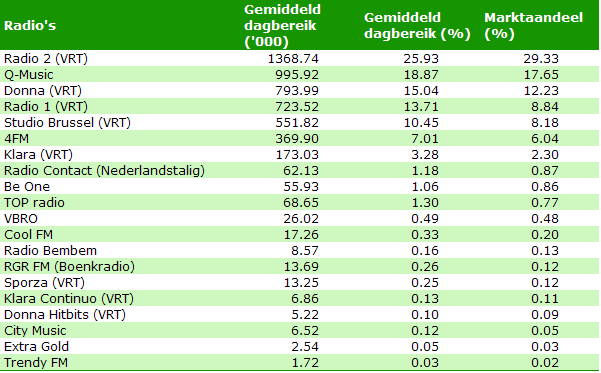 Radio's Gemiddeld dagbereik ('000) Gemiddeld dagbereik (%) Marktaandeel (%)
Radio 2 (VRT) 1368.74 25.93 29.33
Q-Music 995.92 18.87 17.65
Donna (VRT) 793.99 15.04 12.23
Radio 1 (VRT) 723.52 13.71 8.84
Studio Brussel (VRT) 551.82 10.45 8.18
4FM 369.90 7.01 6.04
Klara (VRT) 173.03 3.28 2.30
Radio Contact (Nederlandstalig) 62.13 1.18 0.87
Be One 55.93 1.06 0.86
TOP radio 68.65 1.30 0.77
VBRO 26.02 0.49 0.48
Cool FM 17.26 0.33 0.20
Radio Bembem 8.57 0.16 0.13
RGR FM (Boenkradio) 13.69 0.26 0.12
Sporza (VRT) 13.25 0.25 0.12
Klara Continuo (VRT) 6.86 0.13 0.11
Donna Hitbits (VRT) 5.22 0.10 0.09
City Music 6.52 0.12 0.05
Extra Gold 2.54 0.05 0.03
Trendy FM 1.72 0.03 0.02